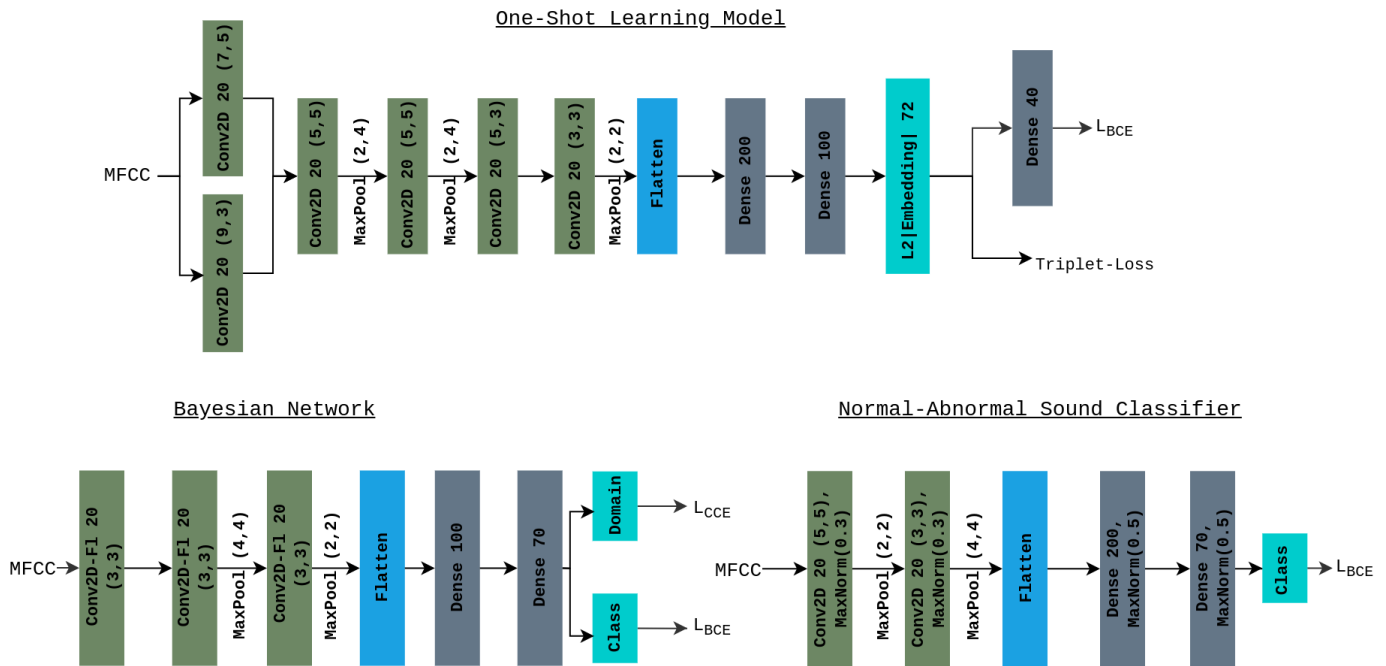 One-Shot Learning Model
MFCC
Conv2D 20 (7,5)
Conv2D 20 (9,3)
Conv2D 20 (5,5)
MaxPool (2,4)
Conv2D 20 (5,5)
MaxPool (2,4)
Conv2D 20 (5,3)
Conv2D 20 (3,3)
MaxPool (2,2)
Flatten
Dense 200
Dense 100
L2|Embedding| 72
Dense 40
LBCE
Triplet-Loss
Bayesian Network
MFCC
Conv2D-Fl 20
(3,3)
Conv2D-Fl 20
(3,3)
MaxPool (4,4)
Conv2D-Fl 20
(3,3)
MaxPool (2,2)
Flatten
Dense 100
Dense 70
Domain
LCCE
Class
LBCE
Normal-Abnormal Sound Classifier
MFCC
Conv2D 20 (5,5),
MaxNorm(0.3)
MaxPool (2,2)
Conv2D 20 (3,3),
MaxNorm(0.3)
MaxPool (4,4)
Flatten
Dense 200,
MaxNorm(0.5)
Dense 70,
MaxNorm(0.5)
Class
LBCE